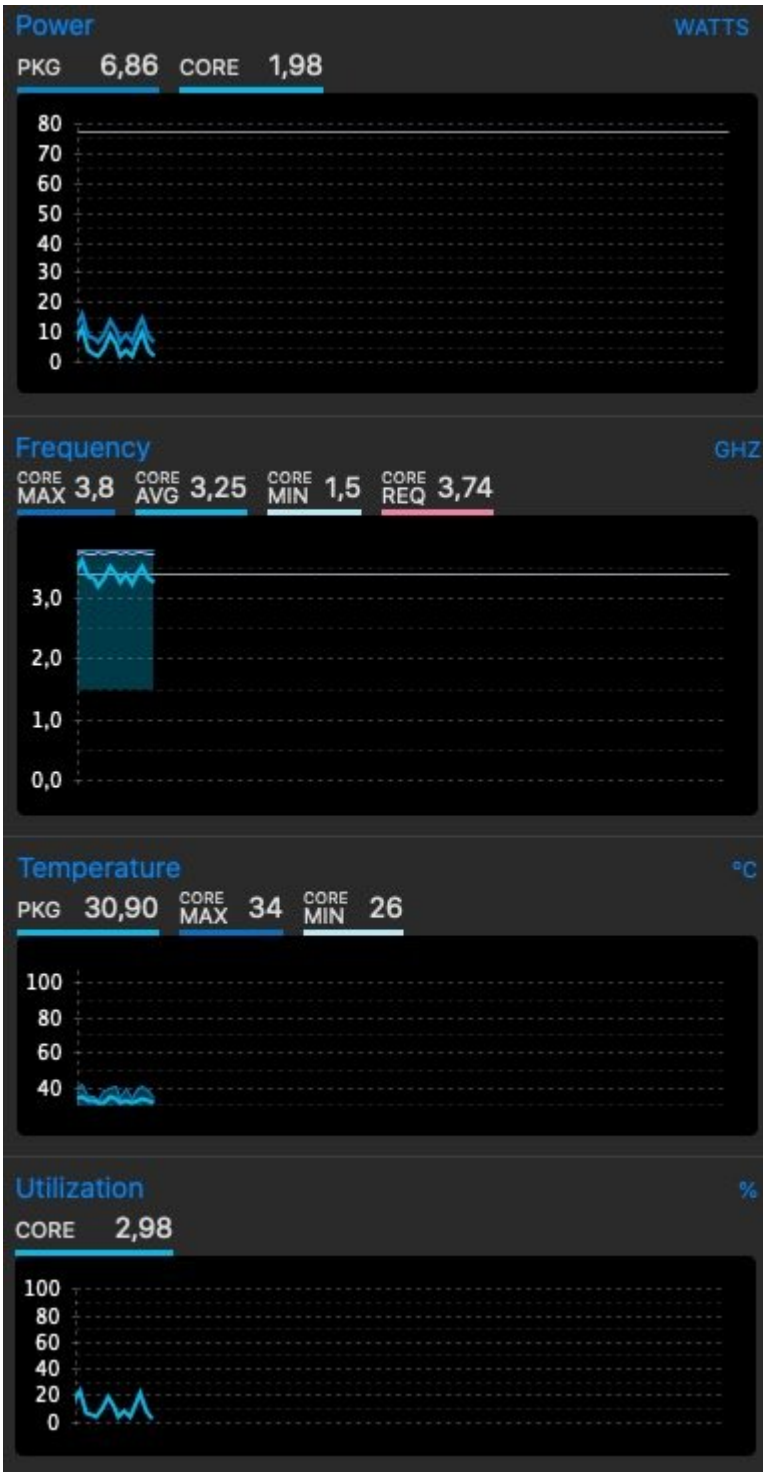 Power WATTS
PKG 6,86 CORE 1,98
80
70
60
50
40
30
20
10
0
Frequency GHZ
CORE MAX 3,8 CORE AVG 3,25 CORE MIN 1,5 CORE REQ 3,74
3,0
2,0
1,0
0,0
Temperature °C
PKG 30,90 CORE MAX 34 CORE MIN 26
100
80
60
40
Utilization %
CORE 2,98
100
80
60
40
20
0